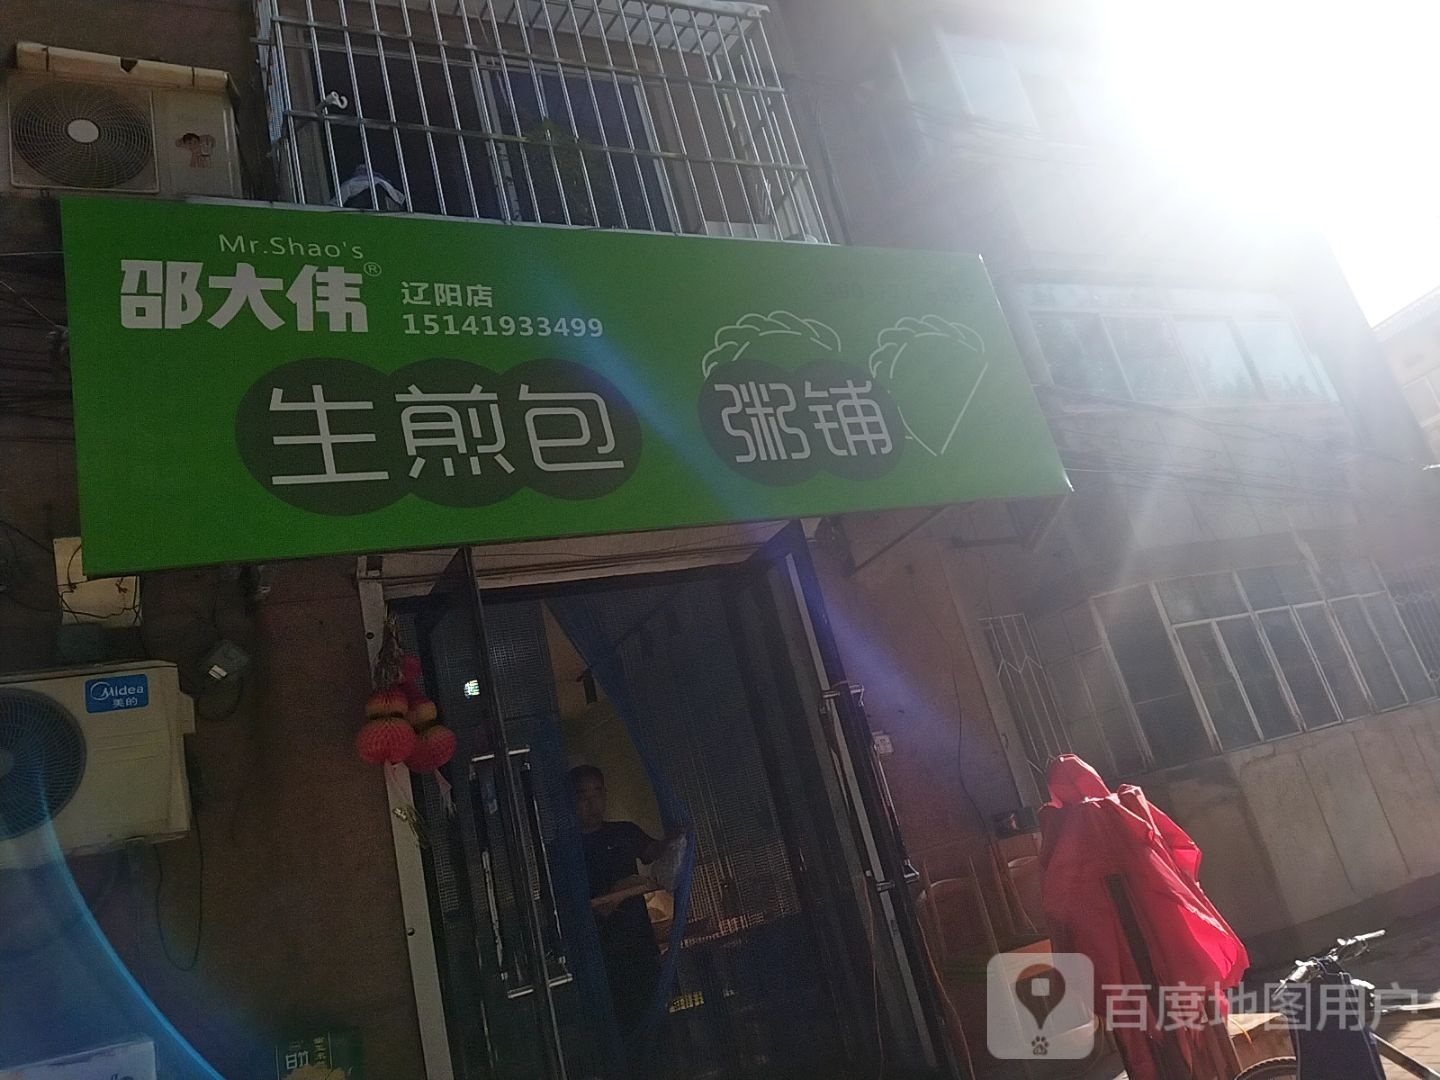 Mr.Shao's
邵大伟®
辽阳店
15141933499
生煎包
粥铺
Midea
美的
百度地图用户